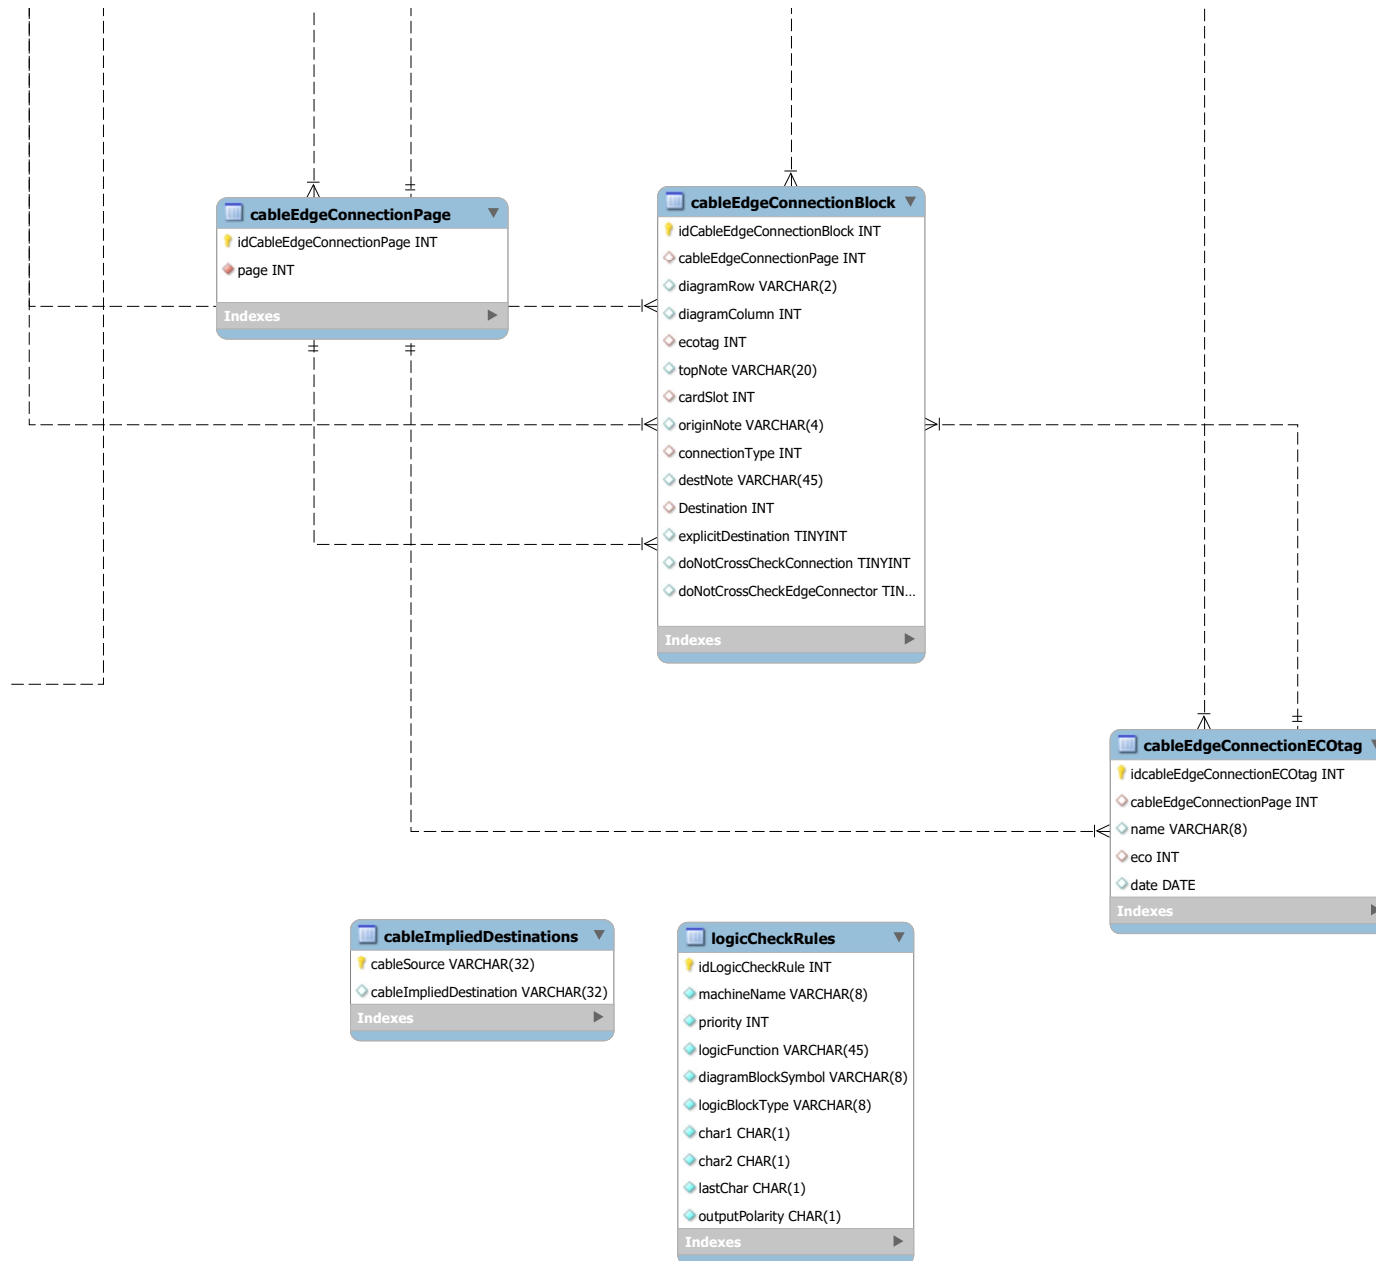 cableEdgeConnectionPage
idCableEdgeConnectionPage INT
page INT
Indexes
cableEdgeConnectionBlock
idCableEdgeConnectionBlock INT
cableEdgeConnectionPage INT
diagramRow VARCHAR(2)
diagramColumn INT
ecotag INT
topNote VARCHAR(20)
cardSlot INT
originNote VARCHAR(4)
connectionType INT
destNote VARCHAR(45)
Destination INT
explicitDestination TINYINT
doNotCrossCheckConnection TINYINT
doNotCrossCheckEdgeConnector TIN...
Indexes
cableEdgeConnectionECOtag
idcableEdgeConnectionECOtag INT
cableEdgeConnectionPage INT
name VARCHAR(8)
eco INT
date DATE
Indexes
cableImpliedDestinations
cableSource VARCHAR(32)
cableImpliedDestination VARCHAR(32)
Indexes
logicCheckRules
idLogicCheckRule INT
machineName VARCHAR(8)
priority INT
logicFunction VARCHAR(45)
diagramBlockSymbol VARCHAR(8)
logicBlockType VARCHAR(8)
char1 CHAR(1)
char2 CHAR(1)
lastChar CHAR(1)
outputPolarity CHAR(1)
Indexes